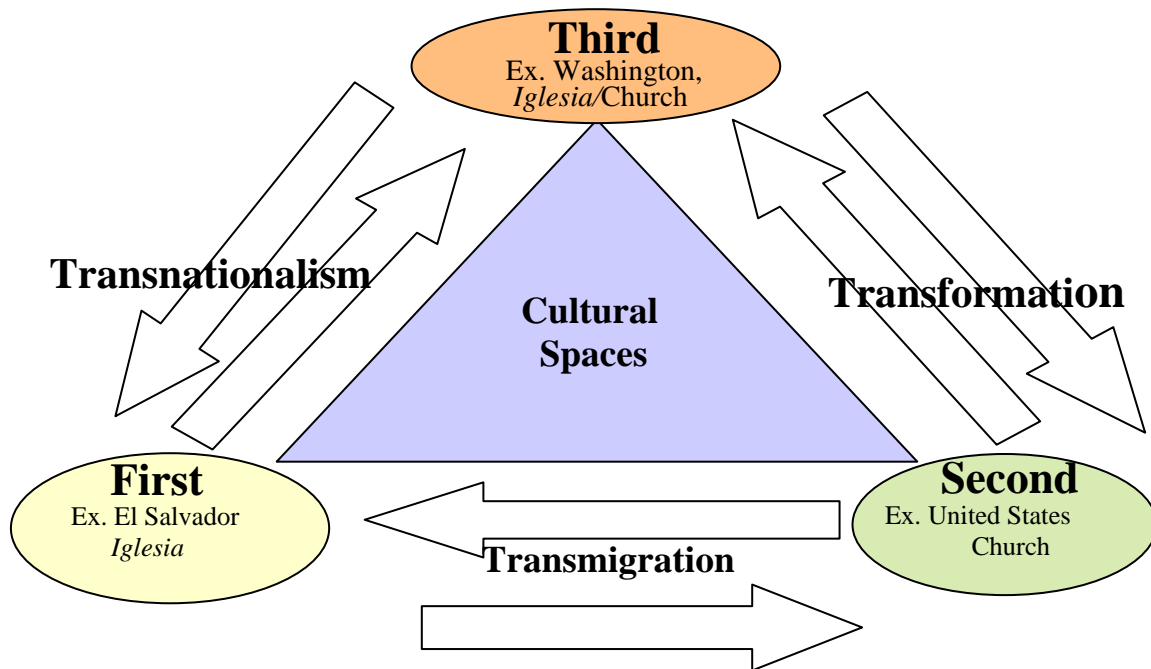 Third
Ex. Washington,
Iglesia/Church
Transnationalism
Transformation
Cultural
Spaces
First
Ex. El Salvador
Iglesia
Second
Ex. United States
Church
Transmigration